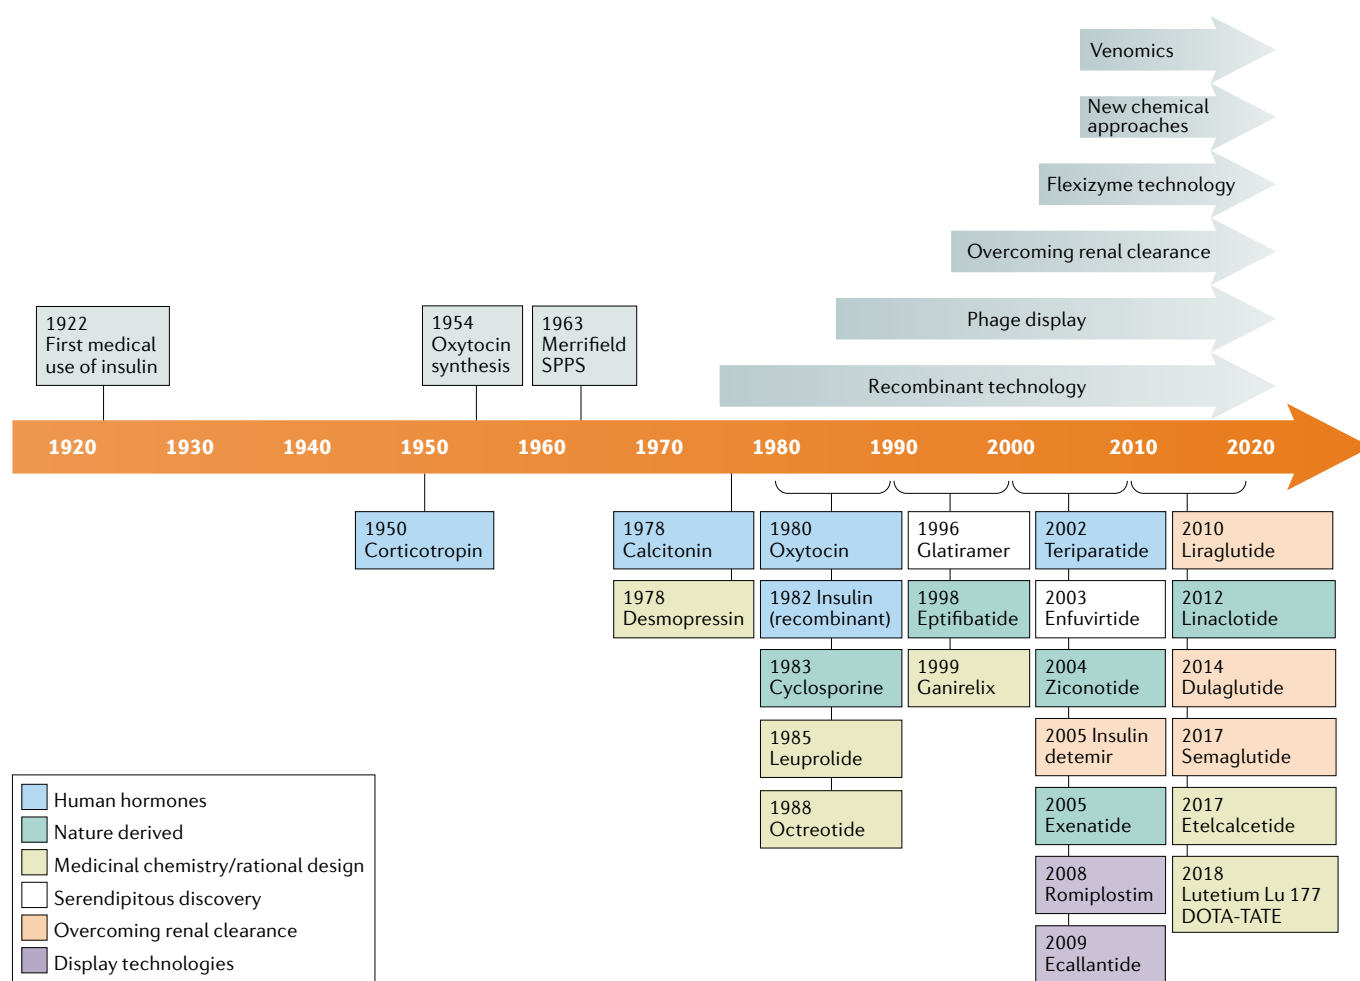 Venomics
New chemical
approaches
Flexizyme technology
Overcoming renal clearance
Phage display
Recombinant technology
1922
First medical
use of insulin
1954
Oxytocin
synthesis
1963
Merrifield
SPPS
1920 1930 1940 1950 1960 1970 1980 1990 2000 2010 2020
1950
Corticotropin
1978
Calcitonin
1978
Desmopressin
1980
Oxytocin
1982 Insulin
(recombinant)
1983
Cyclosporine
1985
Leuprolide
1988
Octreotide
1996
Glatiramer
1998
Eptifibatide
1999
Ganirelix
2002
Teriparatide
2003
Enfuvirtide
2004
Ziconotide
2005 Insulin
detemir
2005
Exenatide
2008
Romiplostim
2009
Ecallantide
2010
Liraglutide
2012
Linaclotide
2014
Dulaglutide
2017
Semaglutide
2017
Etelcalcetide
2018
Lutetium Lu 177
DOTA-TATE
Human hormones
Nature derived
Medicinal chemistry/rational design
Serendipitous discovery
Overcoming renal clearance
Display technologies